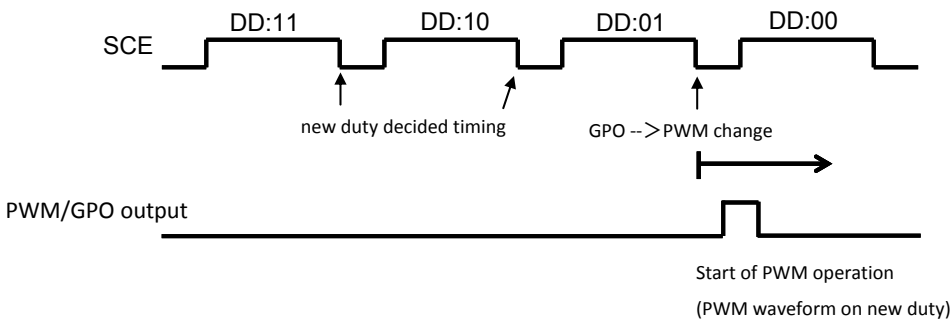 DD:11 DD:10 DD:01 DD:00
SCE
new duty decided timing GPO -->PWM change
PWM/GPO output
Start of PWM operation
(PWM waveform on new duty)